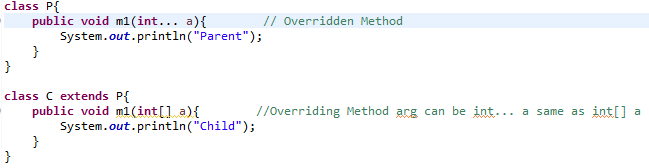 class P{
    public void m1(int... a){        // Overridden Method
        System.out.println("Parent");
    }
}
class C extends P{
    public void m1(int[] a){        //Overriding Method arg can be int... a same as int[] a
        System.out.println("Child");
    }
}